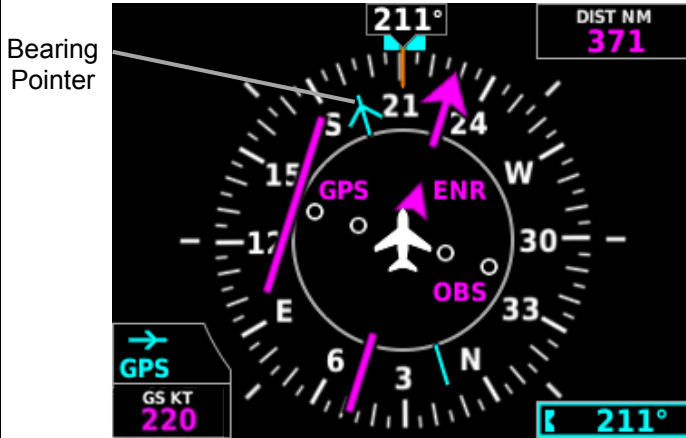 Bearing
Pointer
211°
DIST NM
371
21
24
W
30
33
N
3
6
E
12
15
S
GPS
ENR
OBS
GPS
GS KT
220
211°